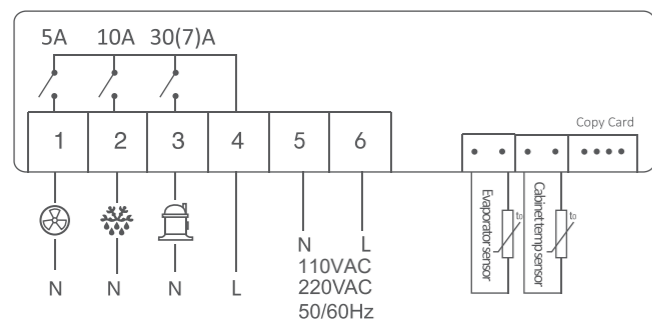 5A 10A 30(7)A
Copy Card
1 2 3 4 5 6
Evaporator sensor
t0
Cabinet temp sensor
t0
N N N L
N L
110VAC
220VAC
50/60Hz